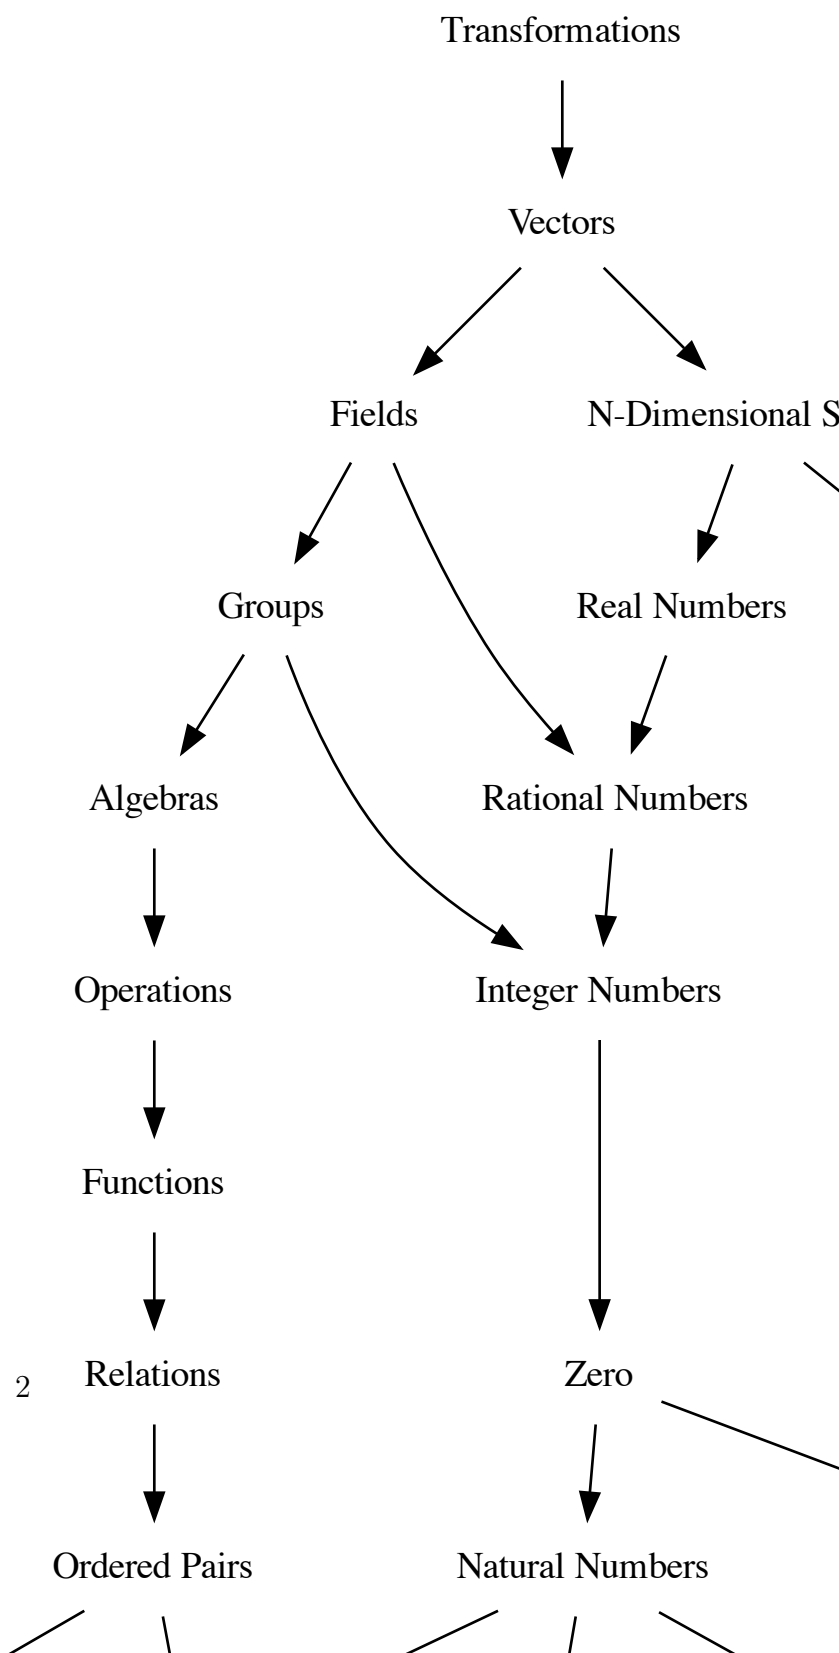 Transformations
Vectors
Fields
N-Dimensional S
Groups
Real Numbers
Algebras
Rational Numbers
Operations
Integer Numbers
Functions
2
Relations
Zero
Ordered Pairs
Natural Numbers